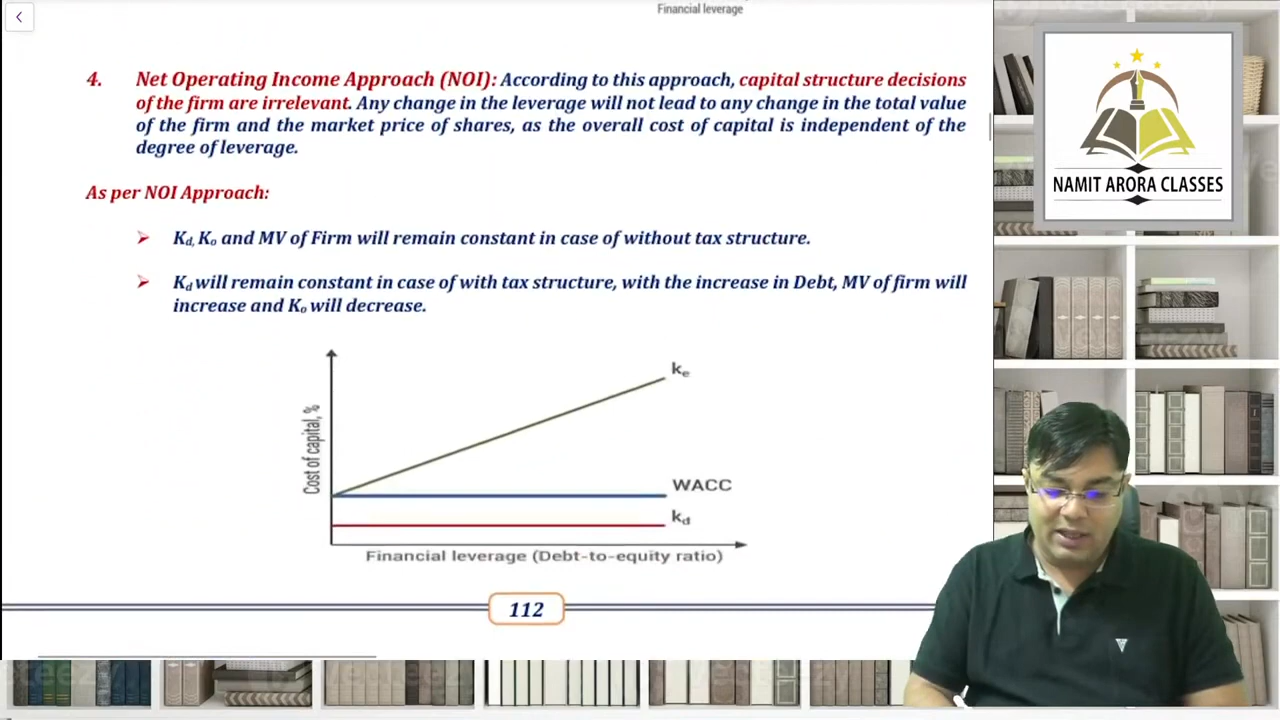 Financial leverage
4. Net Operating Income Approach (NOI): According to this approach, capital structure decisions
of the firm are irrelevant. Any change in the leverage will not lead to any change in the total value
of the firm and the market price of shares, as the overall cost of capital is independent of the
degree of leverage.
As per NOI Approach:
➢ Kd, Ko and MV of Firm will remain constant in case of without tax structure.
➢ Kd will remain constant in case of with tax structure, with the increase in Debt, MV of firm will
increase and Ko will decrease.
ke
Cost of capital, %
WACC
kd
Financial leverage (Debt-to-equity ratio)
112
NAMIT ARORA CLASSES